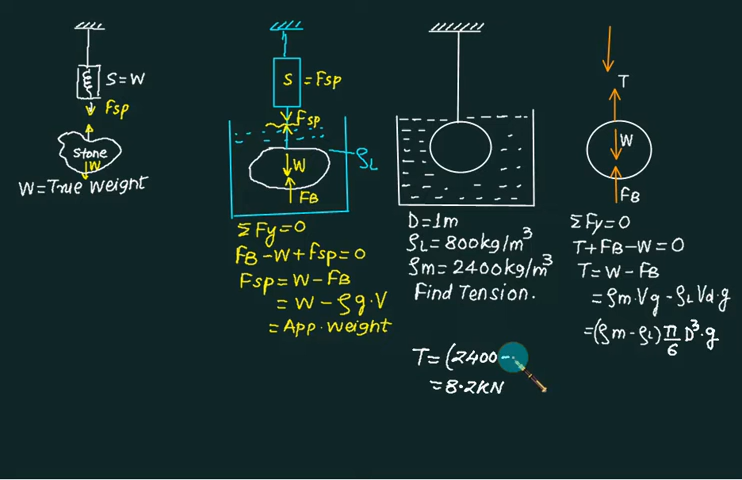 S=W
Fsp
Stone
W
W=True Weight
S =Fsp
Fsp
W
ρL
FB
ΣFy=0
FB-W+Fsp=0
Fsp=W-FB
=W-ρg.V
=App.weight
D=1m
ρL=800kg/m³
ρm=2400kg/m³
Find Tension.
T=(2400-
=8.2KN
T
W
FB
ΣFy=0
T+FB-W=0
T=W-FB
=ρm.Vg-ρL Vd.g
=(ρm-ρL)π/6 D³.g